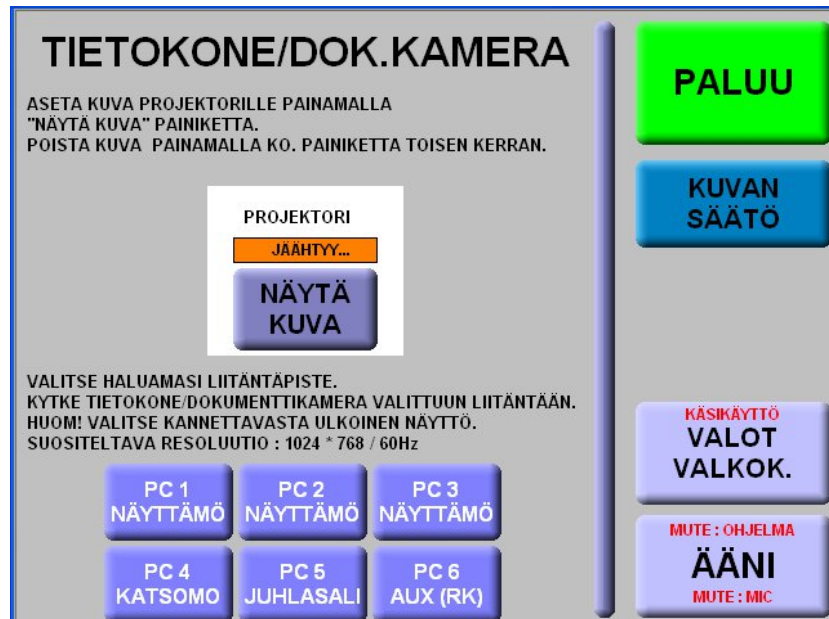 TIETOKONE/DOK.KAMERA
ASETA KUVA PROJEKTORILLE PAINAMALLA
"NÄYTÄ KUVA" PAINIKETTA.
POISTA KUVA PAINAMALLA KO. PAINIKETTA TOISEN KERRAN.
PROJEKTORI
JÄÄHTYY...
NÄYTÄ
KUVA
VALITSE HALUAMASI LIITÄNTÄPISTE.
KYTKE TIETOKONE/DOKUMENTTIKAMERA VALITTUUN LIITÄNTÄÄN.
HUOM! VALITSE KANNETTAVASTA ULKOINEN NÄYTTÖ.
SUOSITELTAVA RESOLUUTIO : 1024 * 768 / 60Hz
PC 1
NÄYTTÄMÖ
PC 2
NÄYTTÄMÖ
PC 3
NÄYTTÄMÖ
PC 4
KATSOMO
PC 5
JUHLASALI
PC 6
AUX (RK)
PALUU
KUVAN
SÄÄTÖ
KÄSIKÄYTTÖ
VALOT
VALKOK.
MUTE : OHJELMA
ÄÄNI
MUTE : MIC